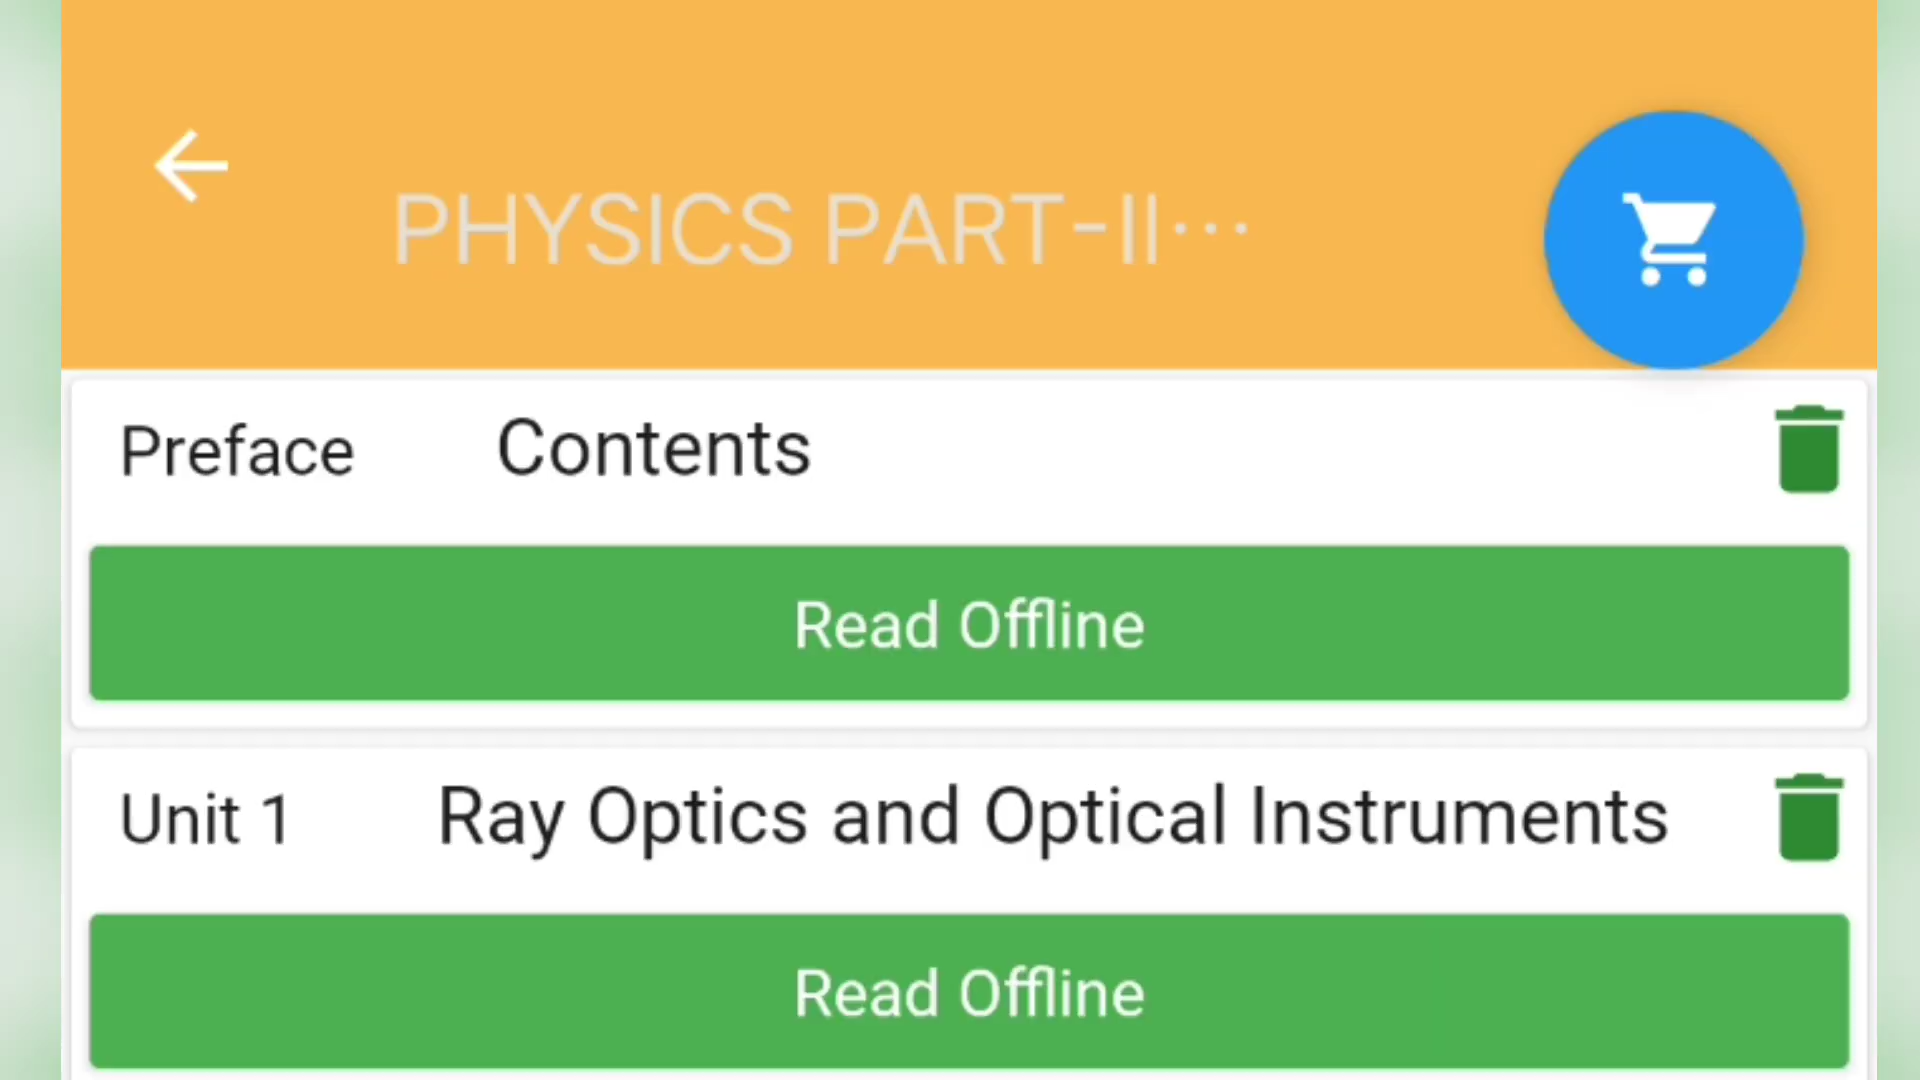 PHYSICS PART-II...
Preface Contents
Read Offline
Unit 1 Ray Optics and Optical Instruments
Read Offline